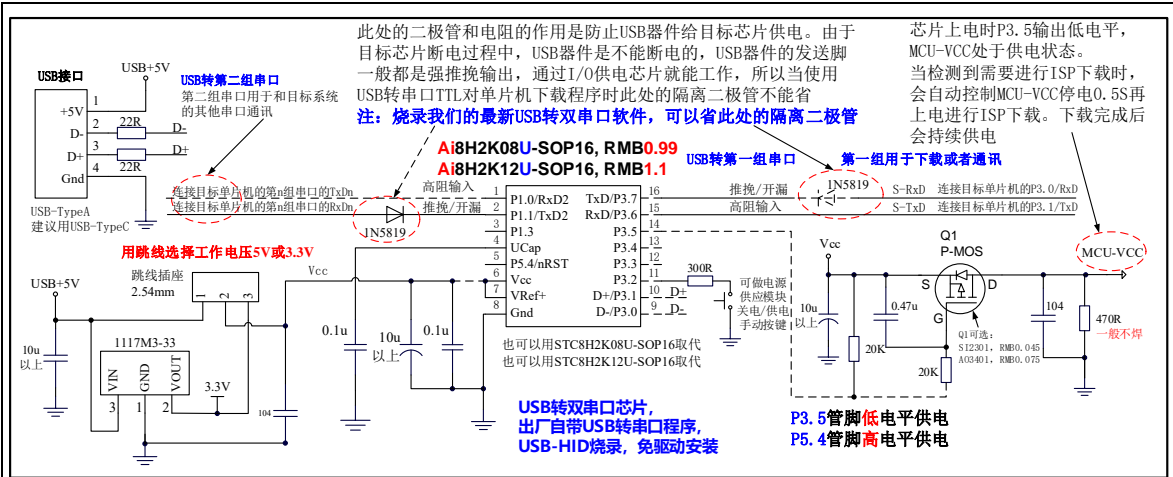 此处的二极管和电阻的作用是防止USB器件给目标芯片供电。由于
目标芯片断电过程中，USB器件是不能断电的，USB器件的发送脚
一般都是强推挽输出，通过I/O供电芯片就能工作，所以当使用
USB转串口TTL对单片机下载程序时此处的隔离二极管不能省
注：烧录我们的最新USB转双串口软件，可以省此处的隔离二极管
芯片上电时P3.5输出低电平，
MCU-VCC处于供电状态。
当检测到需要进行ISP下载时，
会自动控制MCU-VCC停电0.5S再
上电进行ISP下载。下载完成后
会持续供电
USB接口
USB+5V
+5V
1
D-
2
22R
D-
D+
3
22R
D+
Gnd
4
USB-TypeA
建议用USB-TypeC
USB转第二组串口
第二组串口用于和目标系统
的其他串口通讯
Ai8H2K08U-SOP16, RMB0.99
Ai8H2K12U-SOP16, RMB1.1
USB转第一组串口
第一组用于下载或者通讯
连接目标单片机的第n组串口的TxDn
高阻输入
连接目标单片机的第n组串口的RxDn
推挽/开漏
1N5819
1 P1.0/RxD2
2 P1.1/TxD2
3 P1.3
4 UCap
5 P5.4/nRST
6 Vcc
7 VRef+
8 Gnd
TxD/P3.7 16
RxD/P3.6 15
P3.5 14
P3.4 13
P3.3 12
P3.2 11
D+/P3.1 10 D+
D-/P3.0 9 D-
推挽/开漏
1N5819
S-RxD 连接目标单片机的P3.0/RxD
高阻输入
S-TxD 连接目标单片机的P3.1/TxD
300R
可做电源
供应模块
关电/供电
手动按键
也可以用STC8H2K08U-SOP16取代
也可以用STC8H2K12U-SOP16取代
用跳线选择工作电压5V或3.3V
USB+5V
跳线插座
2.54mm
1 2 3
Vcc
10u
以上
1117M3-33
VIN
GND
VOUT
3 1 2
3.3V
104
0.1u
10u
以上
0.1u
USB转双串口芯片，
出厂自带USB转串口程序，
USB-HID烧录，免驱动安装
Vcc
10u
以上
0.47u
20K
20K
Q1
P-MOS
S
D
G
Q1可选：
SI2301, RMB0.045
AO3401, RMB0.075
MCU-VCC
104
470R
一般不焊
P3.5管脚低电平供电
P5.4管脚高电平供电